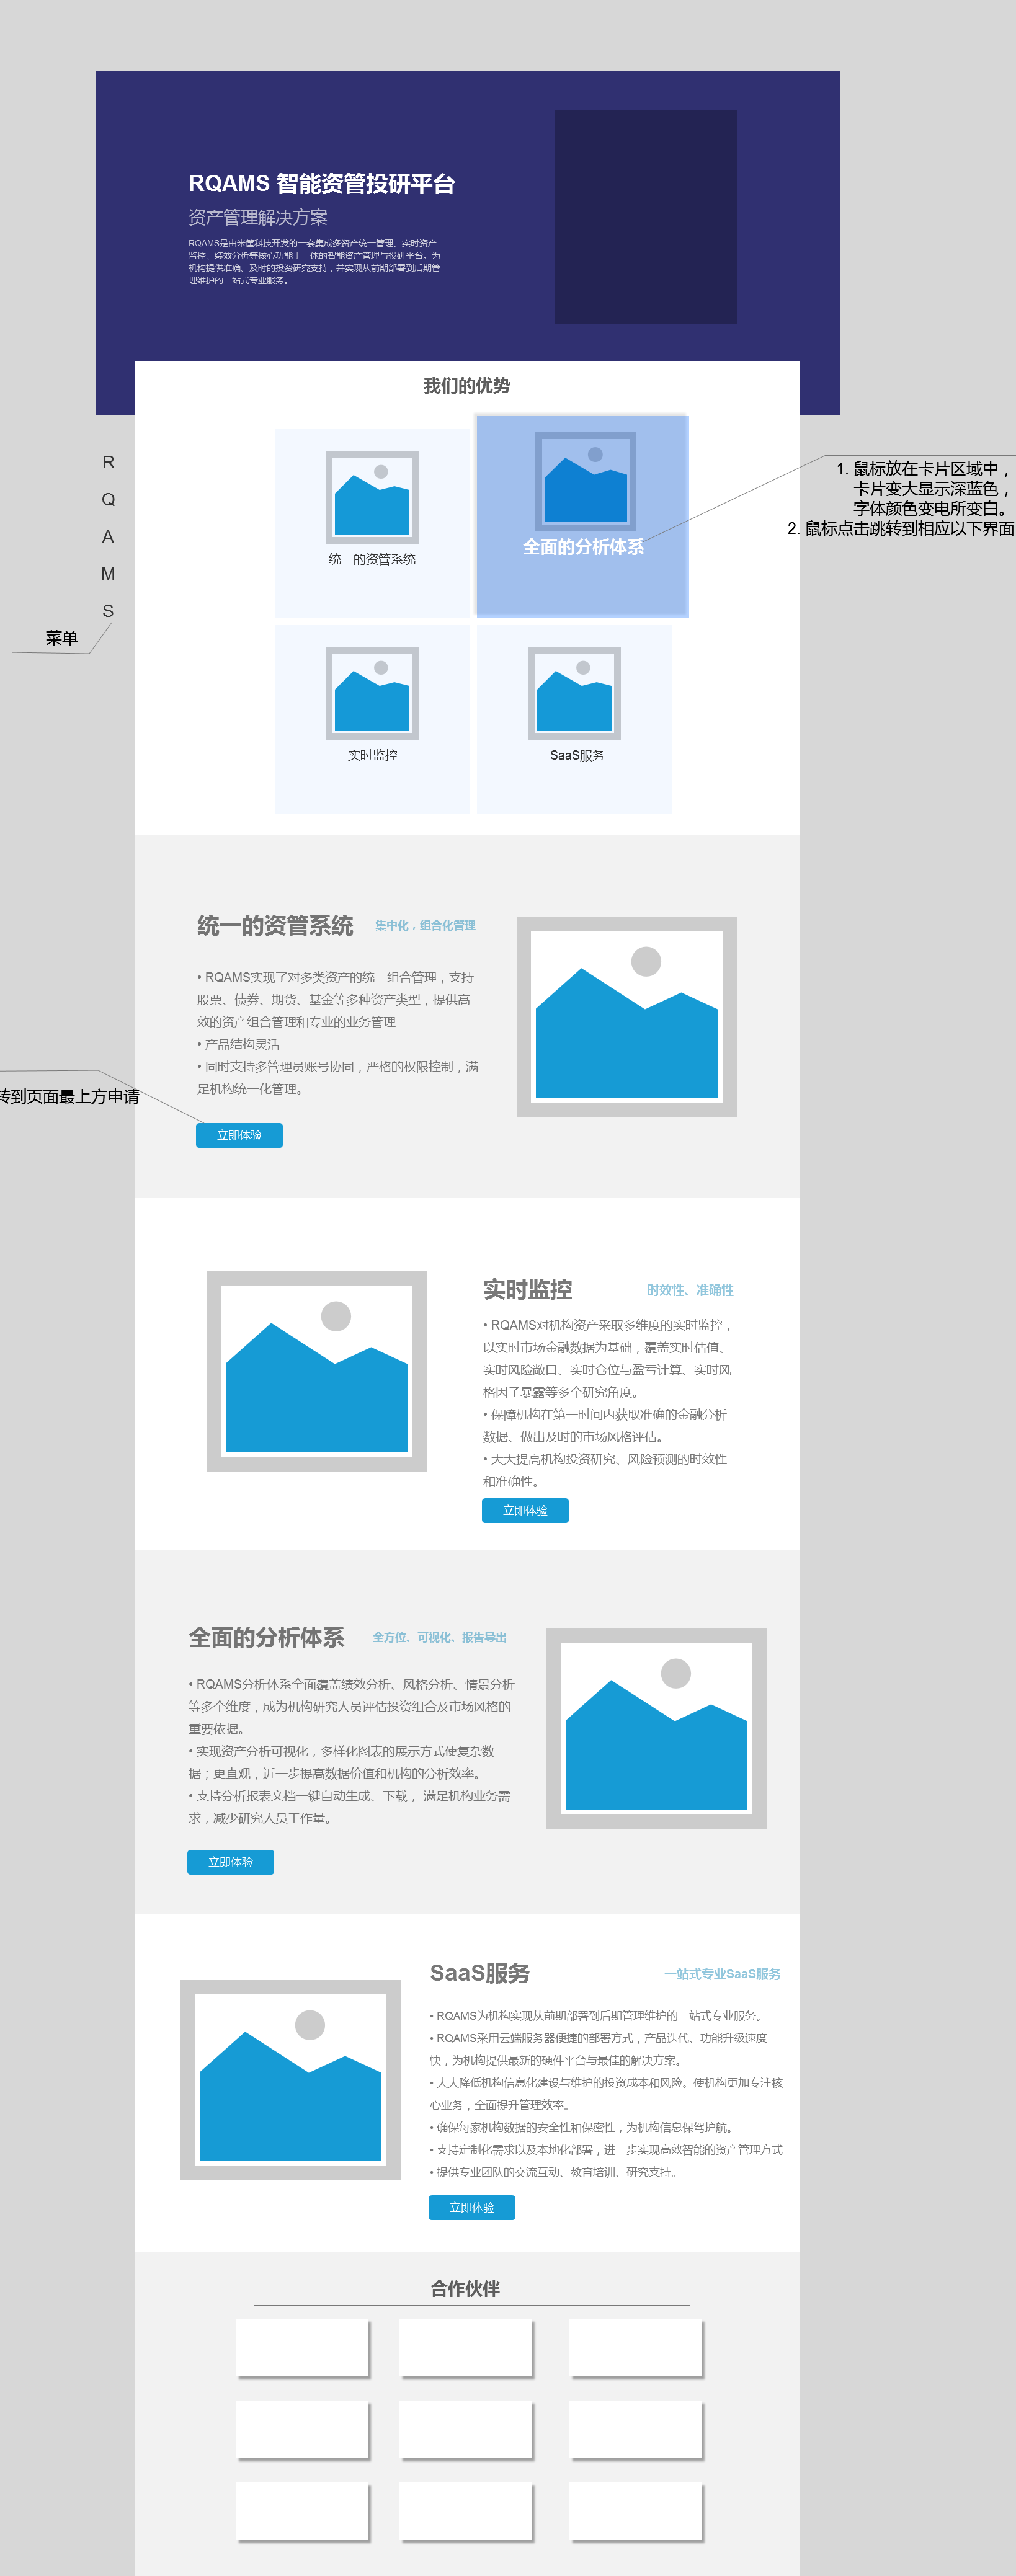 RQAMS 智能资管投研平台
资产管理解决方案
RQAMS是由米筐科技开发的一套集成多资产统一管理、实时资产
监控、绩效分析等核心功能于一体的智能资产管理与投研平台。为
机构提供准确、及时的投资研究支持，并实现从前期部署到后期管
理维护的一站式专业服务。
我们的优势
R
Q
A
M
S
菜单
统一的资管系统
全面的分析体系
1. 鼠标放在卡片区域中，
卡片变大显示深蓝色，
字体颜色变电所变白。
2. 鼠标点击跳转到相应以下界面
实时监控
SaaS服务
统一的资管系统
集中化，组合化管理
• RQAMS实现了对多类资产的统一组合管理，支持
股票、债券、期货、基金等多种资产类型，提供高
效的资产组合管理和专业的业务管理
• 产品结构灵活
• 同时支持多管理员账号协同，严格的权限控制，满
足机构统一化管理。
转到页面最上方申请
立即体验
实时监控
时效性、准确性
• RQAMS对机构资产采取多维度的实时监控，
以实时市场金融数据为基础，覆盖实时估值、
实时风险敞口、实时仓位与盈亏计算、实时风
格因子暴露等多个研究角度。
• 保障机构在第一时间内获取准确的金融分析
数据、做出及时的市场风格评估。
• 大大提高机构投资研究、风险预测的时效性
和准确性。
立即体验
全面的分析体系
全方位、可视化、报告导出
• RQAMS分析体系全面覆盖绩效分析、风格分析、情景分析
等多个维度，成为机构研究人员评估投资组合及市场风格的
重要依据。
• 实现资产分析可视化，多样化图表的展示方式使复杂数
据；更直观，近一步提高数据价值和机构的分析效率。
• 支持分析报表文档一键自动生成、下载， 满足机构业务需
求，减少研究人员工作量。
立即体验
SaaS服务
一站式专业SaaS服务
• RQAMS为机构实现从前期部署到后期管理维护的一站式专业服务。
• RQAMS采用云端服务器便捷的部署方式，产品迭代、功能升级速度
快，为机构提供最新的硬件平台与最佳的解决方案。
• 大大降低机构信息化建设与维护的投资成本和风险。使机构更加专注核
心业务，全面提升管理效率。
• 确保每家机构数据的安全性和保密性，为机构信息保驾护航。
• 支持定制化需求以及本地化部署，进一步实现高效智能的资产管理方式
• 提供专业团队的交流互动、教育培训、研究支持。
立即体验
合作伙伴